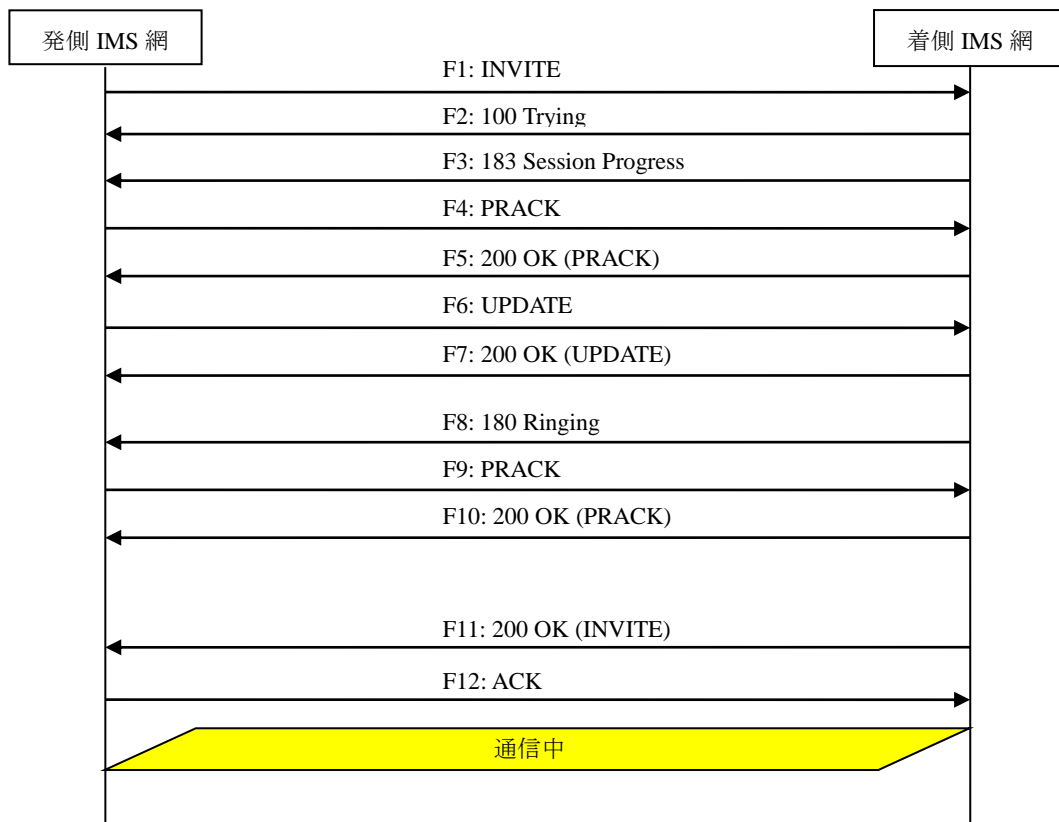 発側 IMS 網
着側 IMS 網
F1: INVITE
F2: 100 Trying
F3: 183 Session Progress
F4: PRACK
F5: 200 OK (PRACK)
F6: UPDATE
F7: 200 OK (UPDATE)
F8: 180 Ringing
F9: PRACK
F10: 200 OK (PRACK)
F11: 200 OK (INVITE)
F12: ACK
通信中